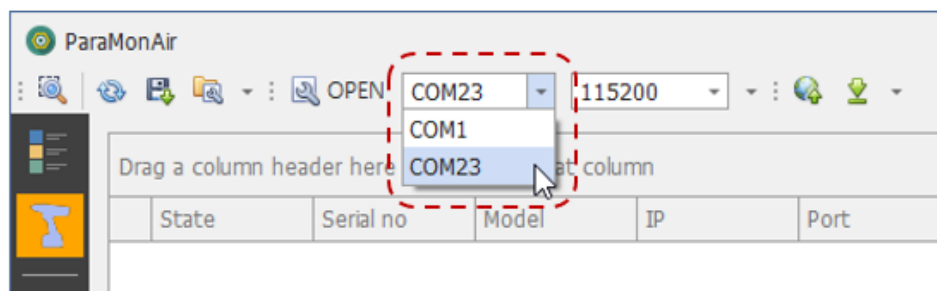 ParaMonAir
OPEN COM23 115200
COM1
COM23
Drag a column header here at column
State Serial no Model IP Port